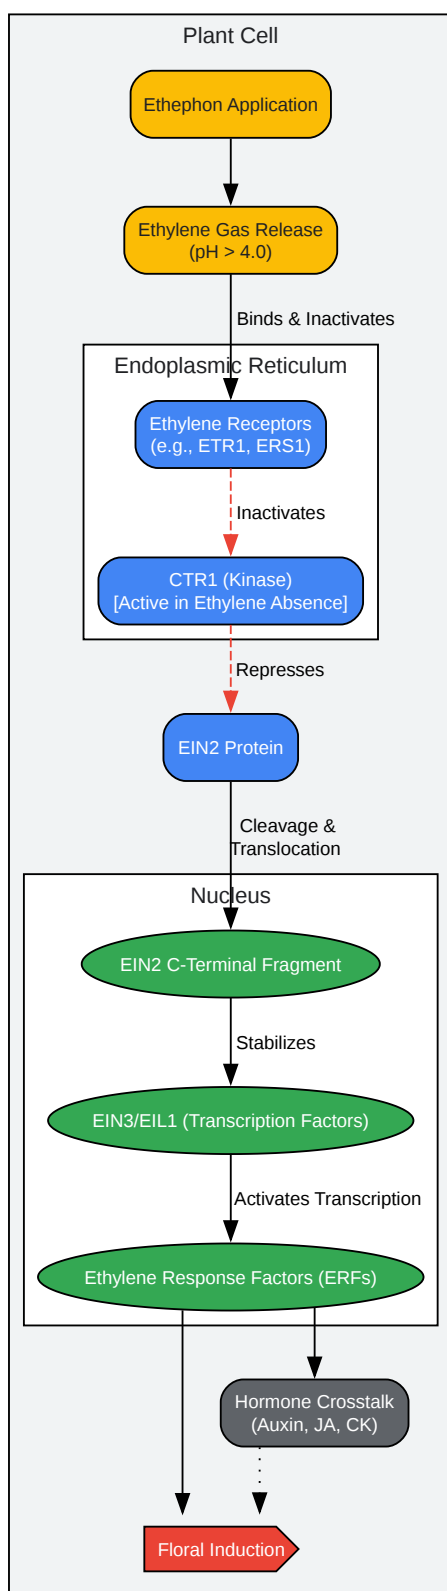 Plant Cell
Ethephon Application
Ethylene Gas Release
(pH > 4.0)
Binds & Inactivates
Endoplasmic Reticulum
Ethylene Receptors
(e.g., ETR1, ERS1)
Inactivates
CTR1 (Kinase)
[Active in Ethylene Absence]
Represses
EIN2 Protein
Cleavage &
Translocation
Nucleus
EIN2 C-Terminal Fragment
Stabilizes
EIN3/EIL1 (Transcription Factors)
Activates Transcription
Ethylene Response Factors (ERFs)
Hormone Crosstalk
(Auxin, JA, CK)
Floral Induction